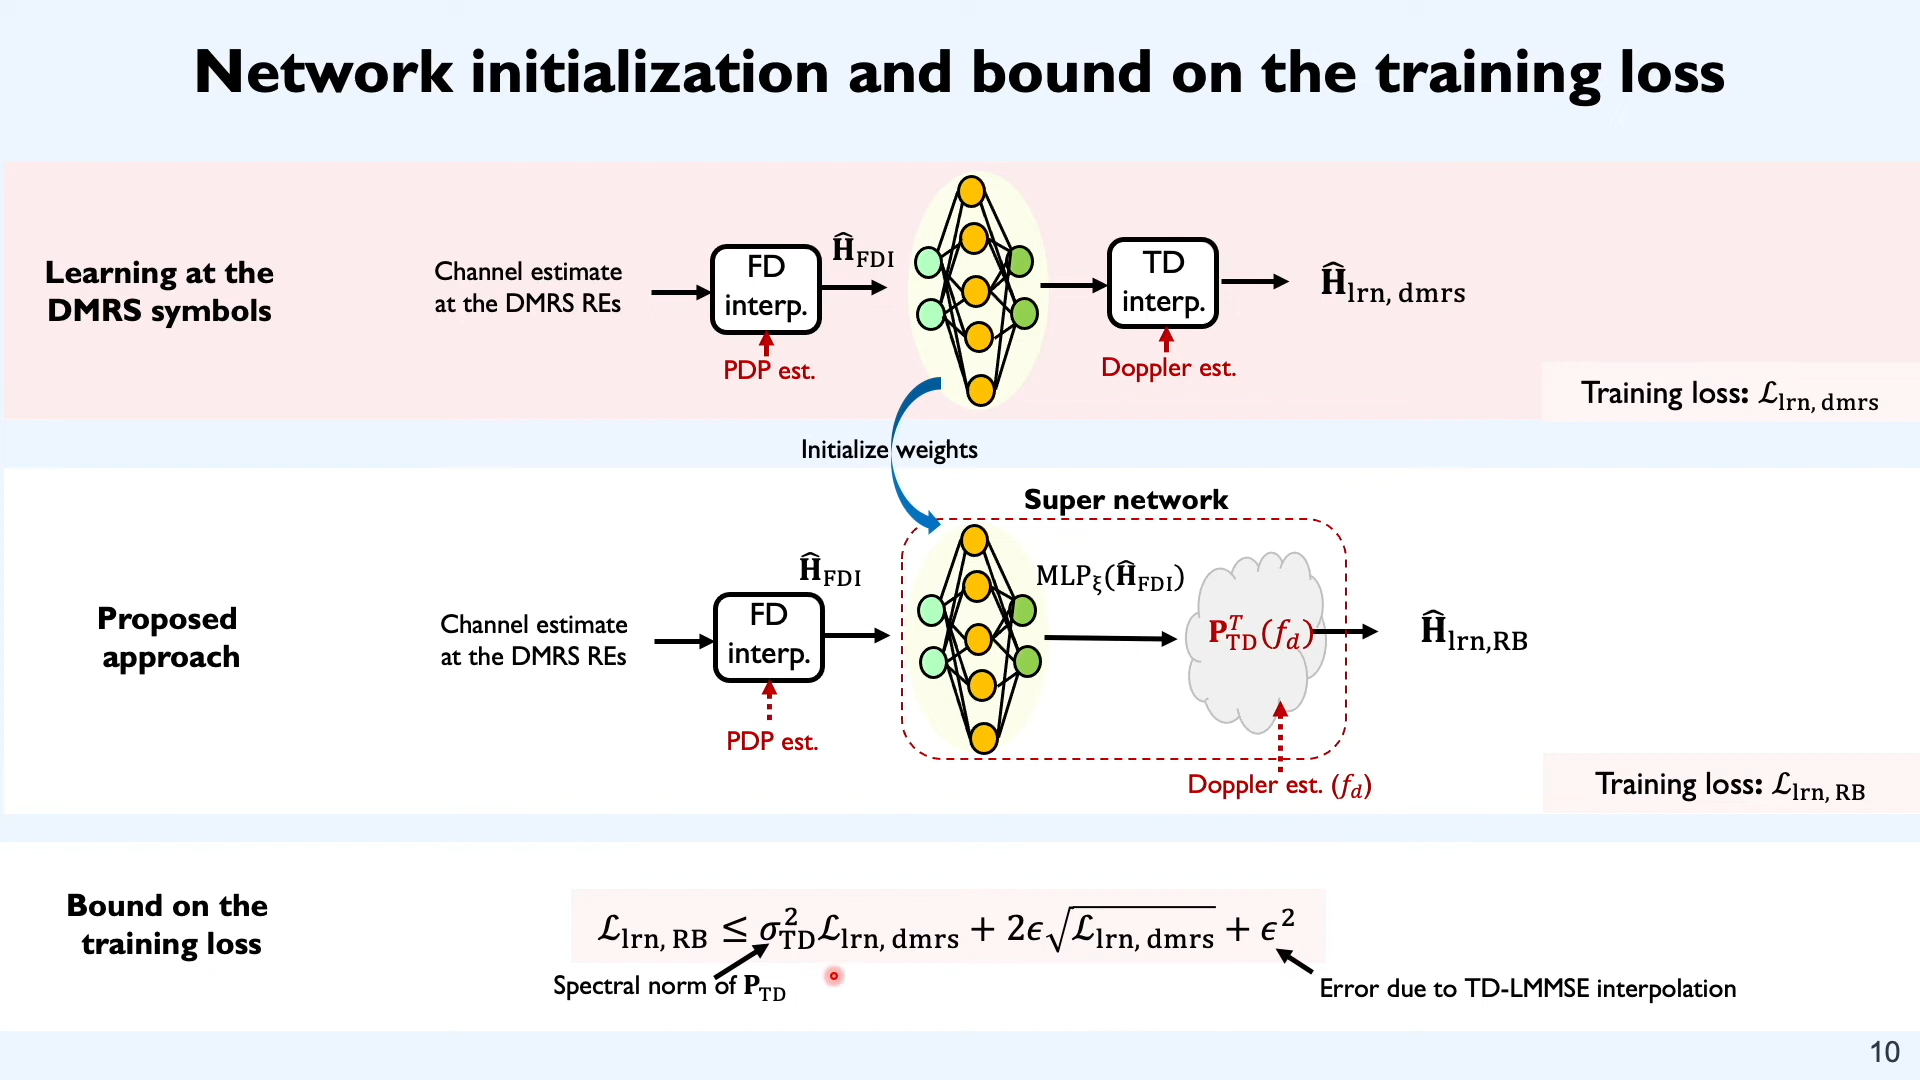 Network initialization and bound on the training loss
Learning at the
DMRS symbols
Channel estimate
at the DMRS REs
FD
interp.
PDP est.
Ĥ_FDI
TD
interp.
Doppler est.
Ĥ_lrn, dmrs
Training loss: ℒ_lrn, dmrs
Initialize weights
Super network
Proposed
approach
Channel estimate
at the DMRS REs
FD
interp.
PDP est.
Ĥ_FDI
MLP_ξ(Ĥ_FDI)
P^T_TD(f_d)
Doppler est. (f_d)
Ĥ_lrn,RB
Training loss: ℒ_lrn, RB
Bound on the
training loss
ℒ_lrn, RB ≤ σ²_TD ℒ_lrn, dmrs + 2ϵ√ℒ_lrn, dmrs + ϵ²
Spectral norm of P_TD
Error due to TD-LMMSE interpolation
10